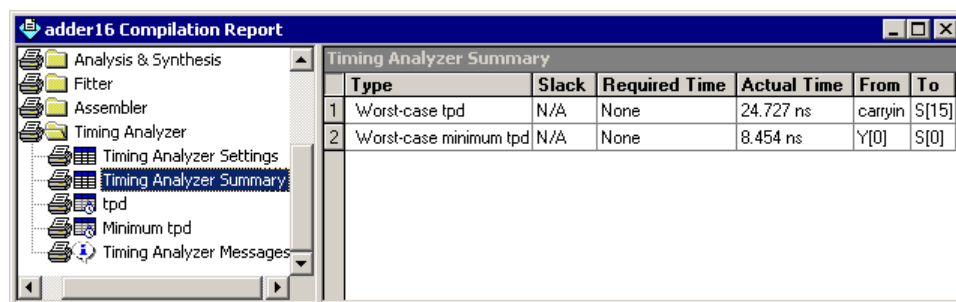 adder16 Compilation Report
Analysis & Synthesis
Fitter
Assembler
Timing Analyzer
Timing Analyzer Settings
Timing Analyzer Summary
tpd
Minimum tpd
Timing Analyzer Messages
Timing Analyzer Summary
Type Slack Required Time Actual Time From To
1 Worst-case tpd N/A None 24.727 ns carryin S[15]
2 Worst-case minimum tpd N/A None 8.454 ns Y[0] S[0]